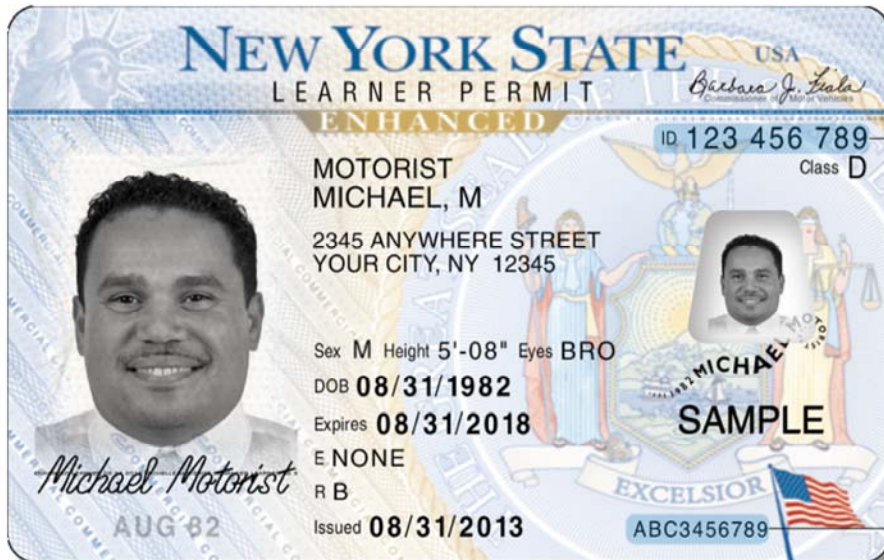 NEW YORK STATE
USA
LEARNER PERMIT
Barbara J. Fiala
Commissioner of Motor Vehicles
ENHANCED
ID 123 456 789
Class D
MOTORIST
MICHAEL, M
2345 ANYWHERE STREET
YOUR CITY, NY 12345
Sex M Height 5'-08" Eyes BRO
DOB 08/31/1982
Expires 08/31/2018
E NONE
R B
Issued 08/31/2013
Michael Motorist
AUG 82
MICHAEL MO
SAMPLE
EXCELSIOR
ABC3456789